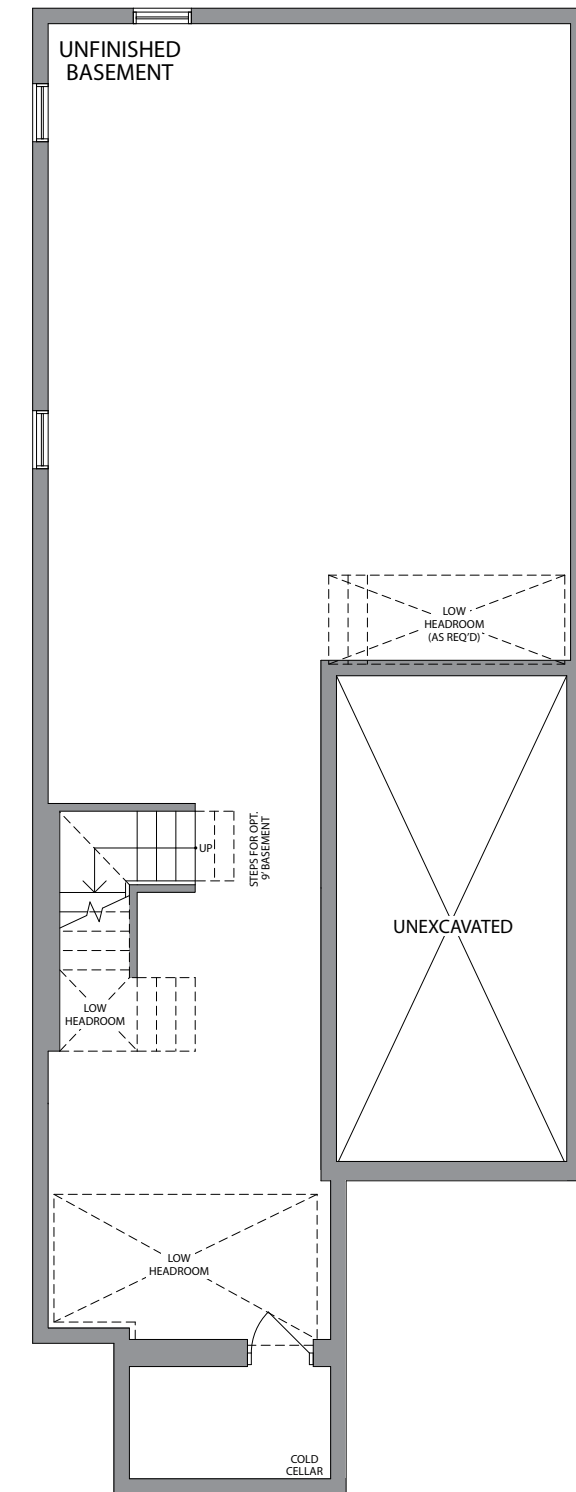 UNFINISHED
BASEMENT
LOW
HEADROOM
(AS REQ'D)
UP
STEPS FOR OPT.
9' BASEMENT
UNEXCAVATED
LOW
HEADROOM
LOW
HEADROOM
COLD
CELLAR